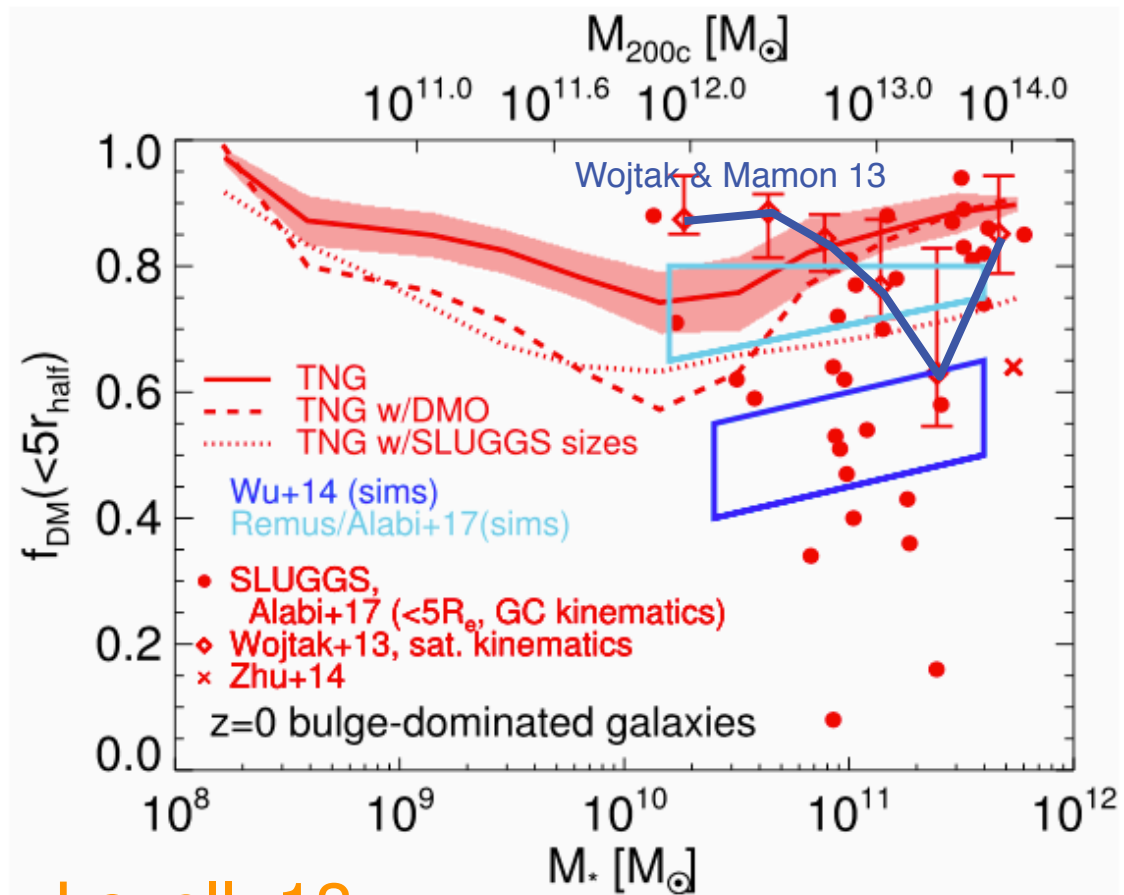 M200c [M☉]
10^11.0 10^11.6 10^12.0 10^13.0 10^14.0
Wojtak & Mamon 13
1.0
0.8
0.6
0.4
0.2
0.0
fDM(<5rhalf)
TNG
TNG w/DMO
TNG w/SLUGGS sizes
Wu+14 (sims)
Remus/Alabi+17(sims)
SLUGGS,
Alabi+17 (<5Re, GC kinematics)
Wojtak+13, sat. kinematics
Zhu+14
z=0 bulge-dominated galaxies
10^8 10^9 10^10 10^11 10^12
M* [M☉]